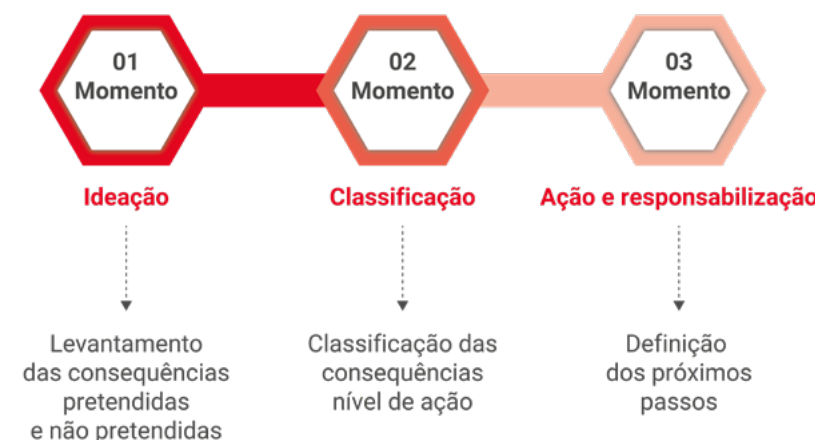 01
Momento
02
Momento
03
Momento
Ideação
Classificação
Ação e responsabilização
Levantamento
das consequências
pretendidas
e não pretendidas
Classificação das
consequências
nível de ação
Definição
dos próximos
passos